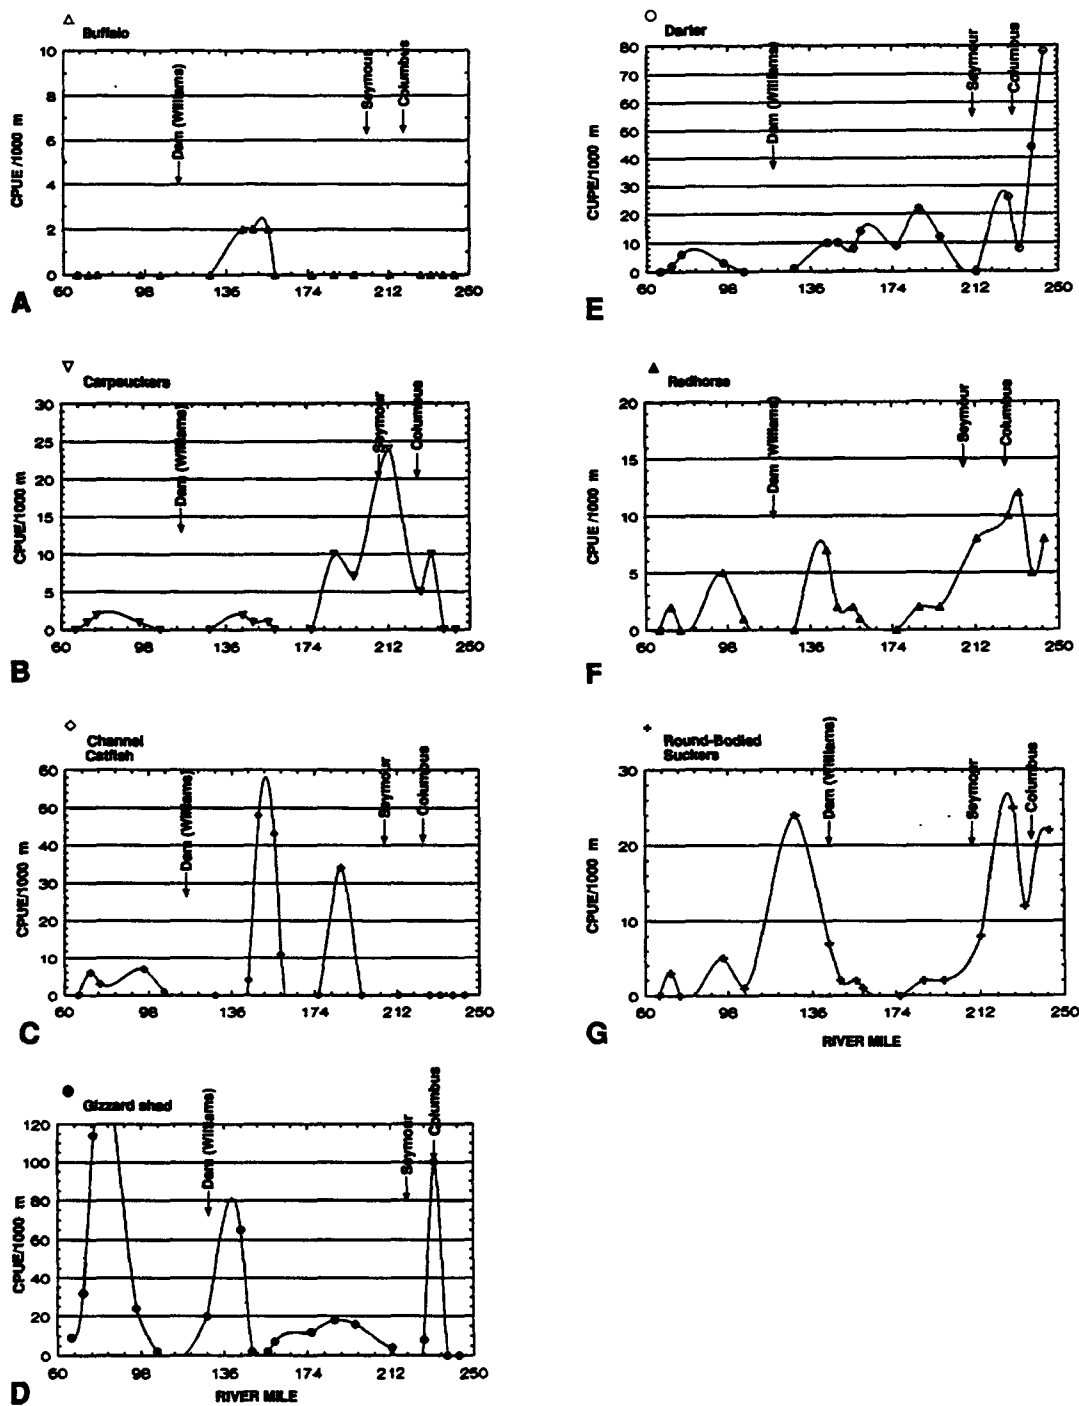 Buffalo
10
8
6
4
2
0
CPUE /1000 m
Dam (Williams)
Seymour
Columbus
60 98 136 174 212 250
A
Carpsuckers
30
25
20
15
10
5
0
CPUE/1000 m
Dam (Williams)
Seymour
Columbus
60 98 136 174 212 250
B
Channel
Catfish
60
50
40
30
20
10
0
CPUE/1000 m
Dam (Williams)
Seymour
Columbus
60 98 136 174 212 250
C
Gizzard shad
120
100
80
60
40
20
0
CPUE/1000 m
Dam (Williams)
Seymour
Columbus
60 98 136 174 212 250
RIVER MILE
D
Darter
80
70
60
50
40
30
20
10
0
CUPE/1000 m
Dam (Williams)
Seymour
Columbus
60 98 136 174 212 250
E
Redhorse
20
15
10
5
0
CPUE /1000 m
Dam (Williams)
Seymour
Columbus
60 98 136 174 212 250
F
Round-Bodied
Suckers
30
20
10
0
CPUE/1000 m
Dam (Williams)
Seymour
Columbus
60 98 136 174 212 250
RIVER MILE
G